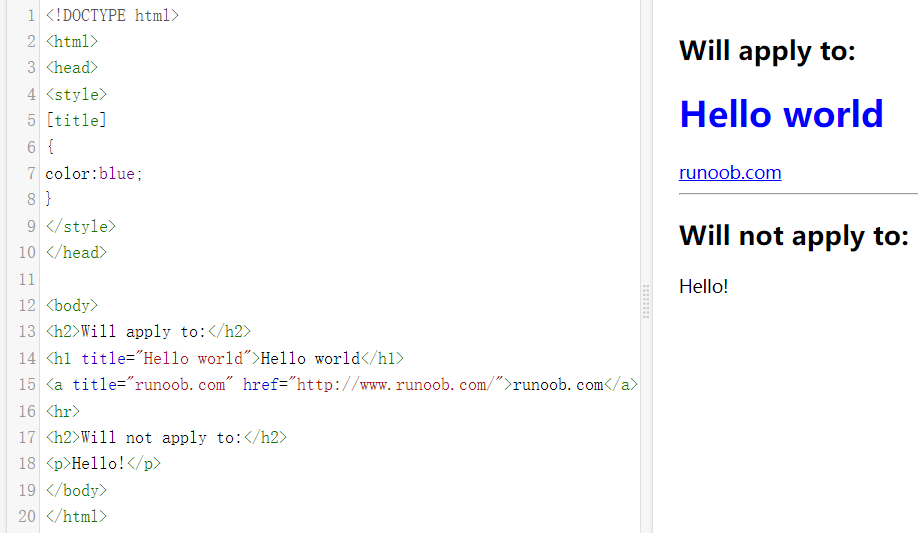 1 <!DOCTYPE html>
2 <html>
3 <head>
4 <style>
5 [title]
6 {
7 color:blue;
8 }
9 </style>
10 </head>
11
12 <body>
13 <h2>Will apply to:</h2>
14 <h1 title="Hello world">Hello world</h1>
15 <a title="runoob.com" href="http://www.runoob.com/">runoob.com</a>
16 <hr>
17 <h2>Will not apply to:</h2>
18 <p>Hello!</p>
19 </body>
20 </html>
Will apply to:
Hello world
runoob.com
Will not apply to:
Hello!